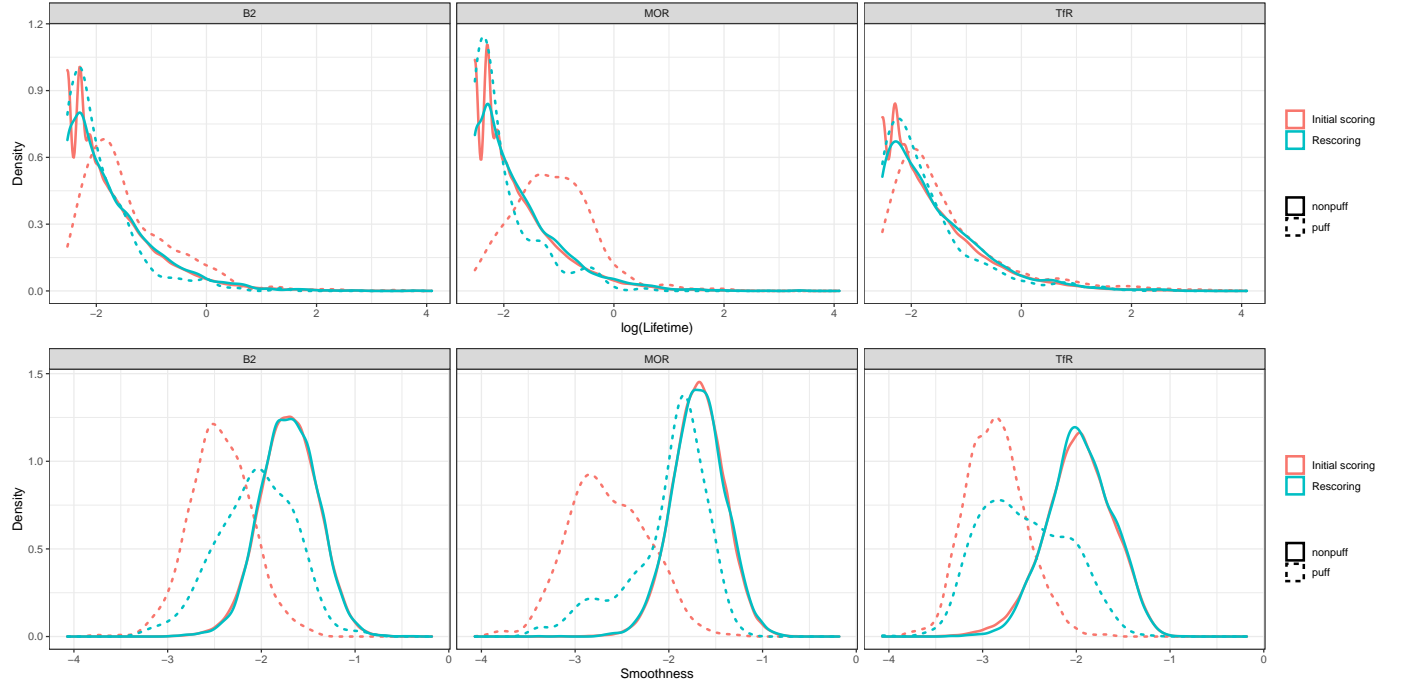 B2 MOR TfR
1.2
0.9
0.6
0.3
0.0
Density
−2 0 2 4 −2 0 2 4 −2 0 2 4
log(Lifetime)
Initial scoring
Rescoring
nonpuff
puff
B2 MOR TfR
1.5
1.0
0.5
0.0
Density
−4 −3 −2 −1 0 −4 −3 −2 −1 0 −4 −3 −2 −1 0
Smoothness
Initial scoring
Rescoring
nonpuff
puff